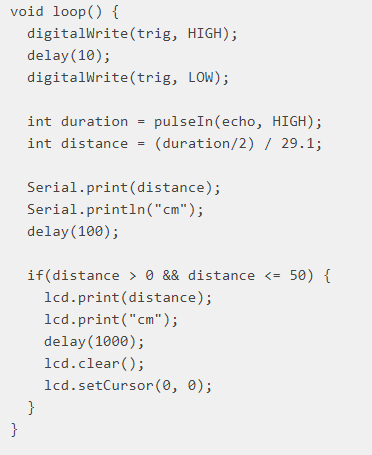 void loop() {
  digitalWrite(trig, HIGH);
  delay(10);
  digitalWrite(trig, LOW);

  int duration = pulseIn(echo, HIGH);
  int distance = (duration/2) / 29.1;

  Serial.print(distance);
  Serial.println("cm");
  delay(100);

  if(distance > 0 && distance <= 50) {
    lcd.print(distance);
    lcd.print("cm");
    delay(1000);
    lcd.clear();
    lcd.setCursor(0, 0);
  }
}